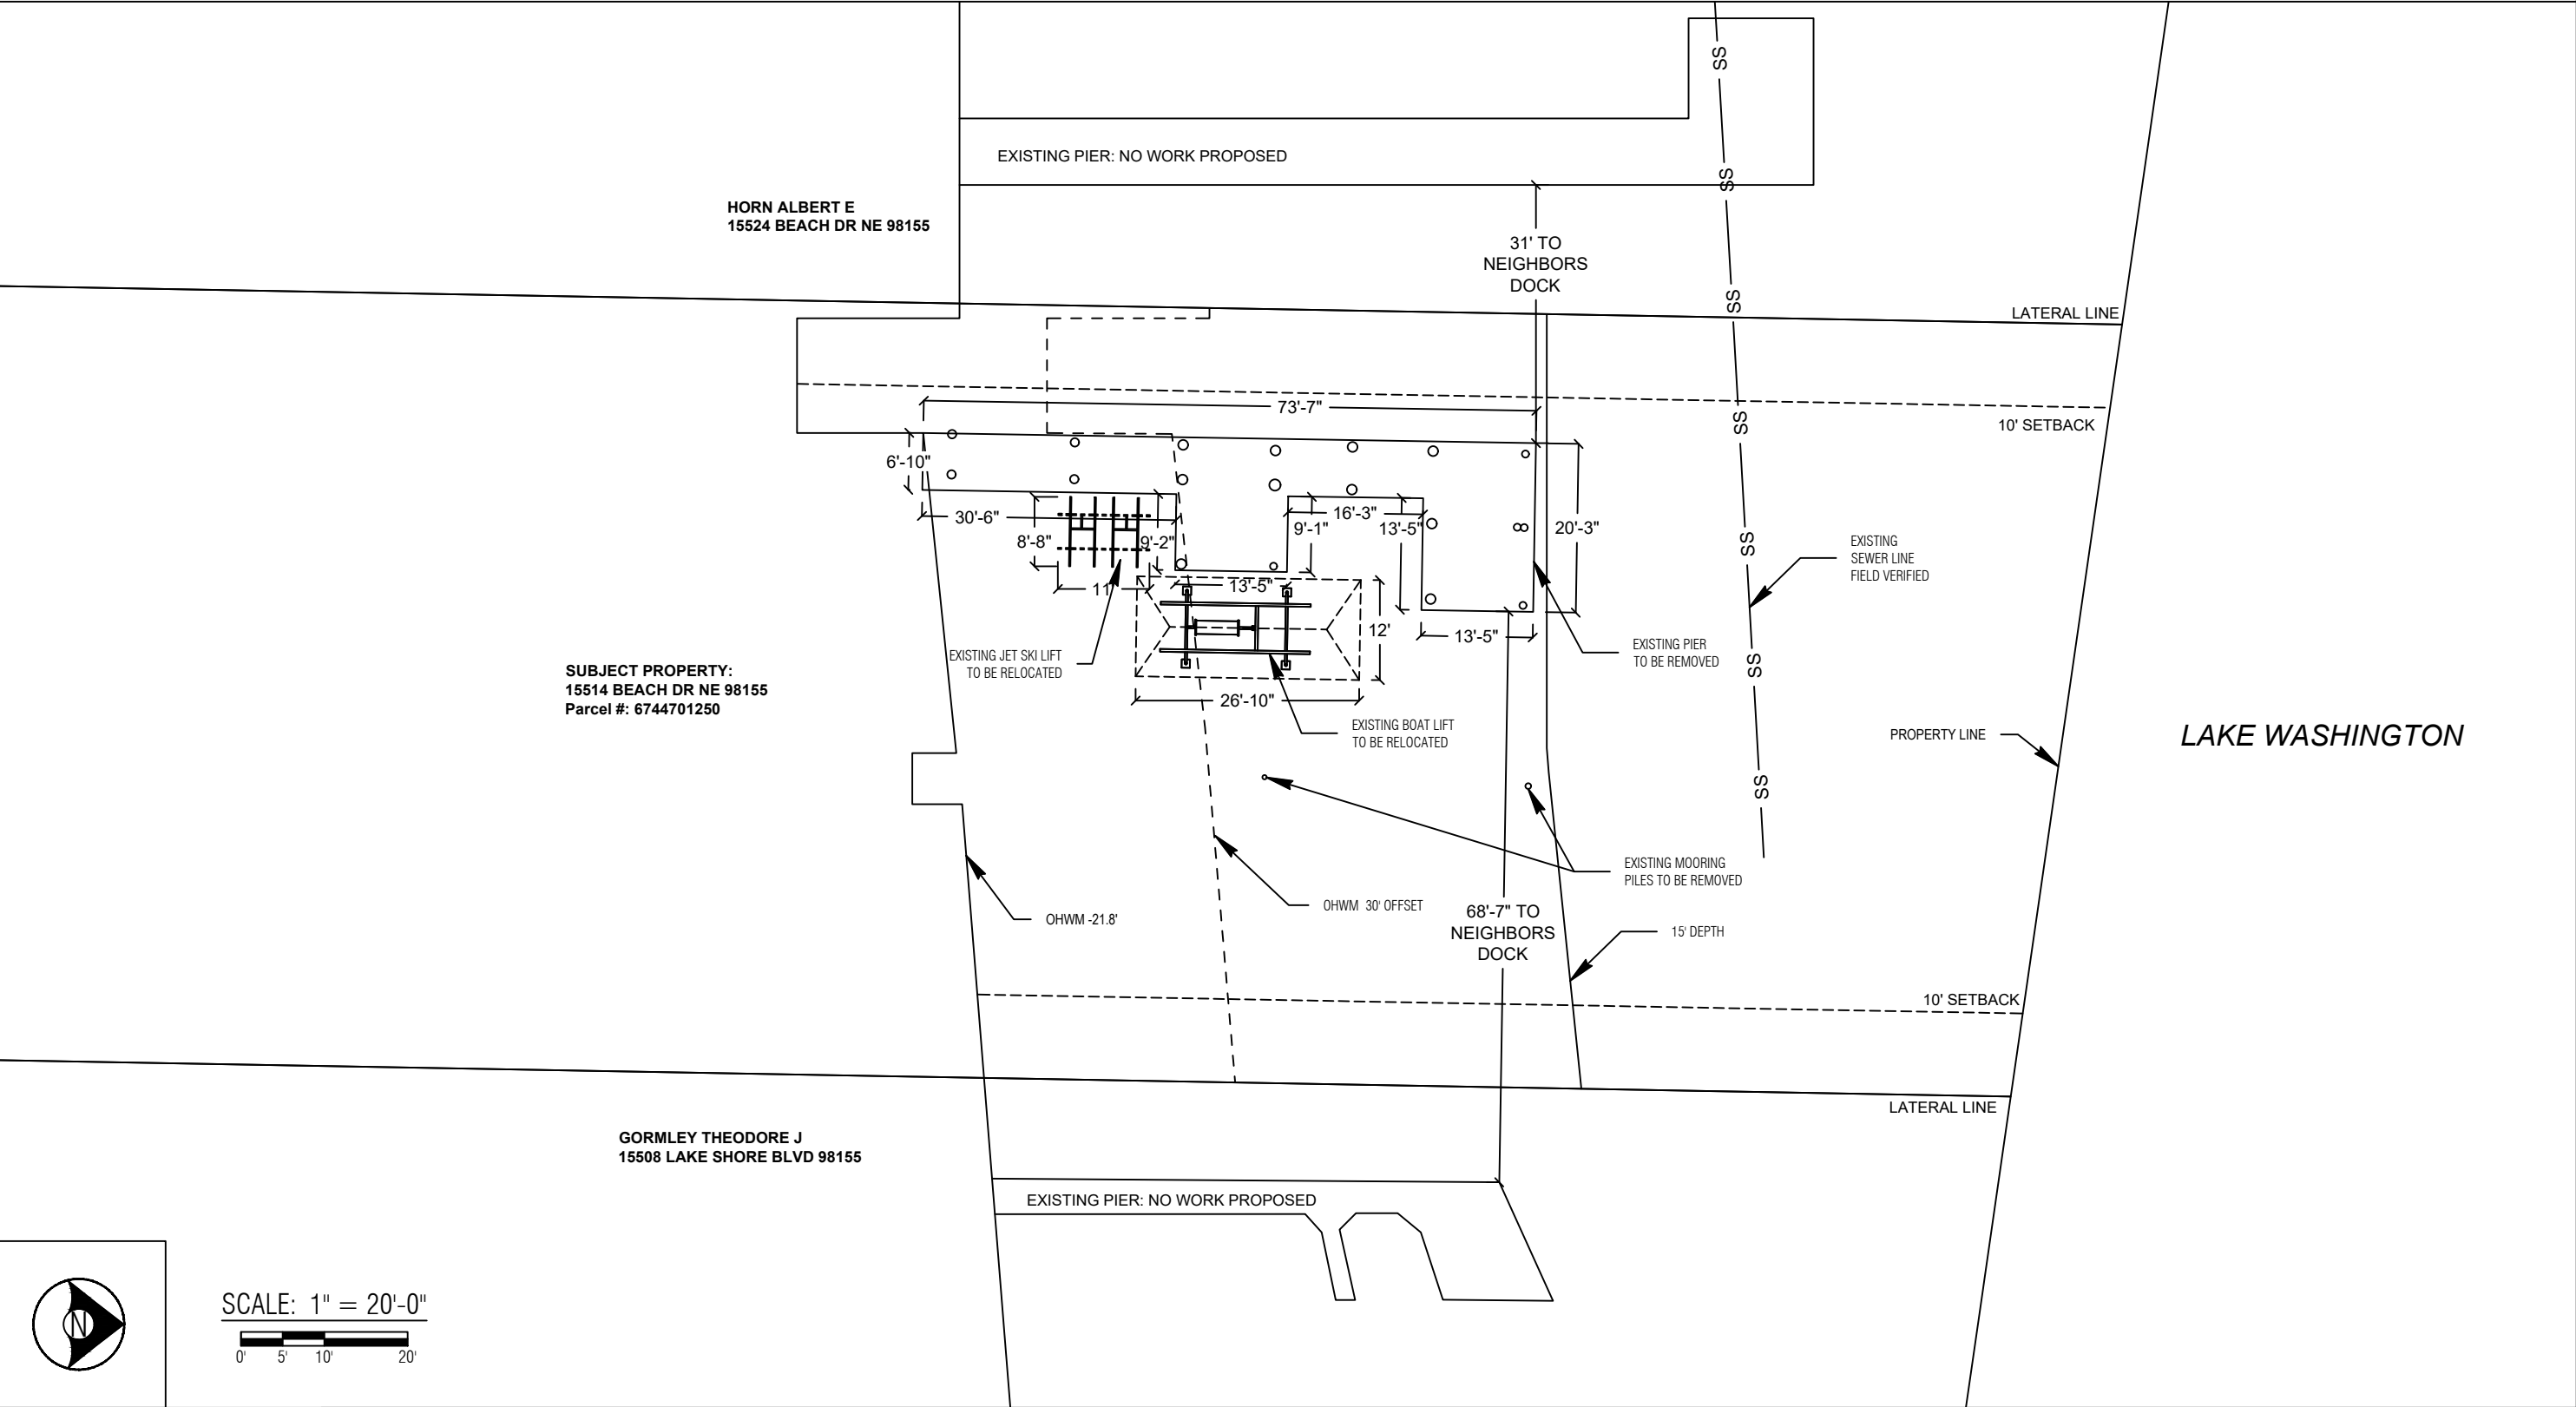 SS
EXISTING PIER: NO WORK PROPOSED
SS
HORN ALBERT E
15524 BEACH DR NE 98155
31' TO
NEIGHBORS
DOCK
SS
LATERAL LINE
73'-7"
SS
10' SETBACK
6'-10"
30'-6"
16'-3"
8'-8"
9'-2"
9'-1"
13'-5"
20'-3"
SS
EXISTING
SEWER LINE
FIELD VERIFIED
11'
13'-5"
12'
13'-5"
EXISTING JET SKI LIFT
TO BE RELOCATED
EXISTING PIER
TO BE REMOVED
SS
SUBJECT PROPERTY:
15514 BEACH DR NE 98155
Parcel #: 6744701250
26'-10"
EXISTING BOAT LIFT
TO BE RELOCATED
PROPERTY LINE
LAKE WASHINGTON
SS
EXISTING MOORING
PILES TO BE REMOVED
OHWM -21.8'
OHWM 30' OFFSET
68'-7" TO
NEIGHBORS
DOCK
15' DEPTH
10' SETBACK
LATERAL LINE
GORMLEY THEODORE J
15508 LAKE SHORE BLVD 98155
EXISTING PIER: NO WORK PROPOSED
N
SCALE: 1" = 20'-0"
0' 5' 10' 20'